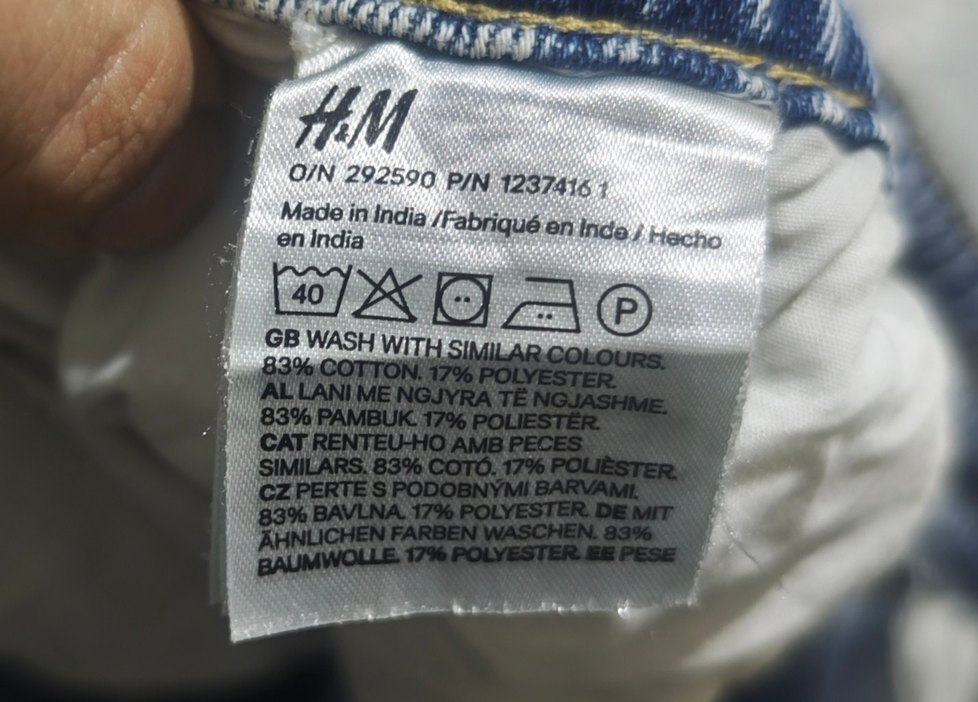 H&M
O/N 292590 P/N 1237416 1
Made in India /Fabriqué en Inde / Hecho
en India
40 P
GB WASH WITH SIMILAR COLOURS.
83% COTTON. 17% POLYESTER.
AL LANI ME NGJYRA TË NGJASHME.
83% PAMBUK. 17% POLIESTËR.
CAT RENTEU-HO AMB PECES
SIMILARS. 83% COTÓ. 17% POLIÈSTER.
CZ PERTE S PODOBNÝMI BARVAMI.
83% BAVLNA. 17% POLYESTER. DE MIT
ÄHNLICHEN FARBEN WASCHEN. 83%
BAUMWOLLE. 17% POLYESTER. EE PESE